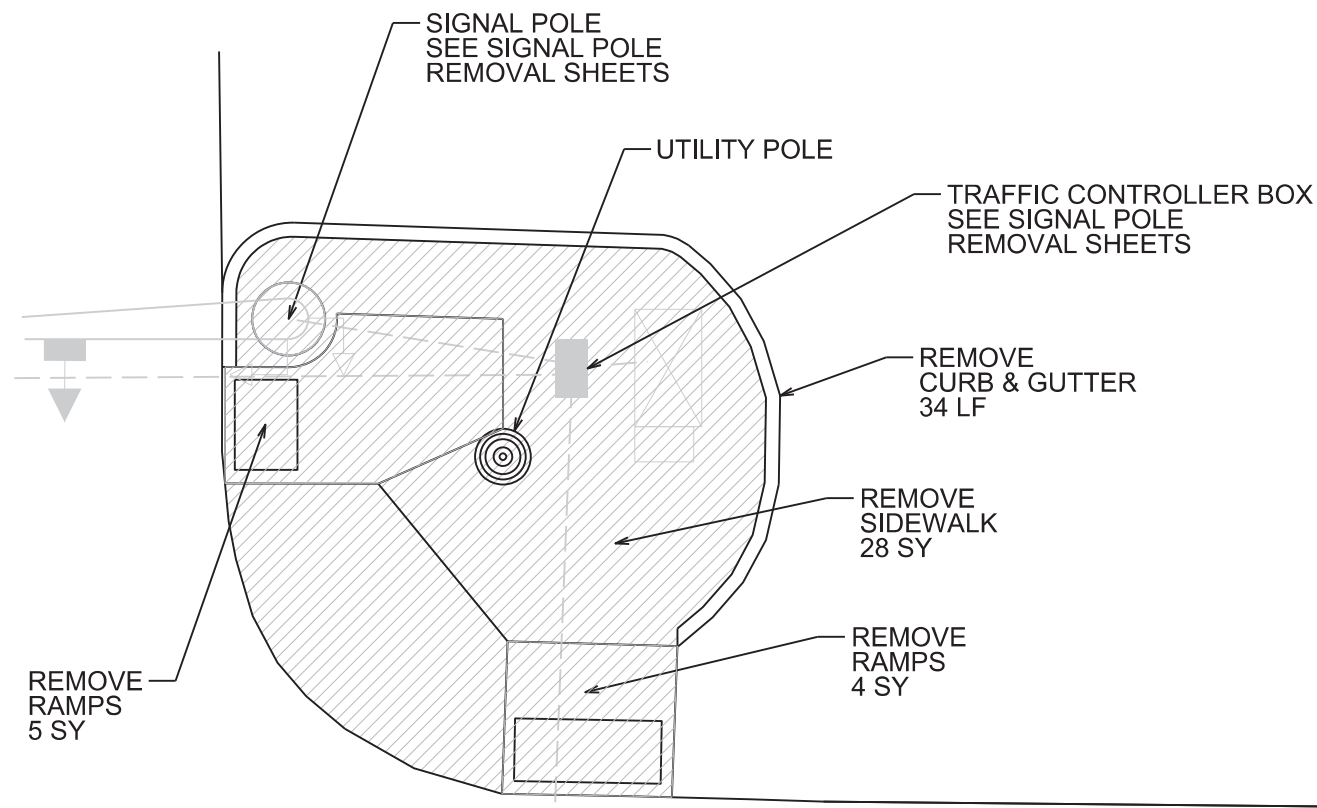 SIGNAL POLE
SEE SIGNAL POLE
REMOVAL SHEETS
UTILITY POLE
TRAFFIC CONTROLLER BOX
SEE SIGNAL POLE
REMOVAL SHEETS
REMOVE
CURB & GUTTER
34 LF
REMOVE
SIDEWALK
28 SY
REMOVE
RAMPS
4 SY
REMOVE
RAMPS
5 SY